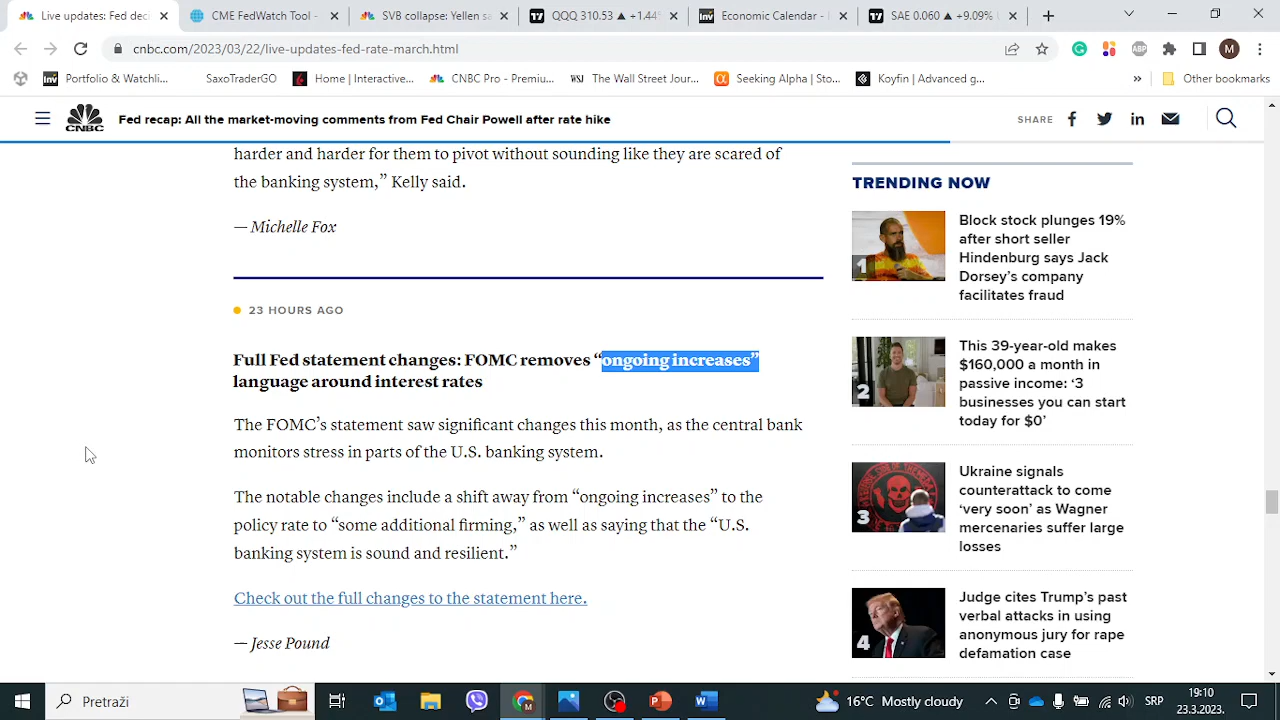 Live updates: Fed dec
CME FedWatch Tool -
SVB collapse: Yellen sa
QQQ 310.53 ▲ +1.44%
Economic Calendar - I
SAE 0.060 ▲ +9.09%
cnbc.com/2023/03/22/live-updates-fed-rate-march.html
ABP
M
Inv Portfolio & Watchli...
SaxoTraderGO
Home | Interactive...
CNBC Pro - Premiu...
WSJ The Wall Street Jour...
α Seeking Alpha | Sto...
Koyfin | Advanced g...
»
Other bookmarks
CNBC
Fed recap: All the market-moving comments from Fed Chair Powell after rate hike
SHARE
harder and harder for them to pivot without sounding like they are scared of
the banking system,” Kelly said.
— Michelle Fox
23 HOURS AGO
Full Fed statement changes: FOMC removes “ongoing increases”
language around interest rates
The FOMC’s statement saw significant changes this month, as the central bank
monitors stress in parts of the U.S. banking system.
The notable changes include a shift away from “ongoing increases” to the
policy rate to “some additional firming,” as well as saying that the “U.S.
banking system is sound and resilient.”
Check out the full changes to the statement here.
— Jesse Pound
TRENDING NOW
1
Block stock plunges 19%
after short seller
Hindenburg says Jack
Dorsey’s company
facilitates fraud
2
This 39-year-old makes
$160,000 a month in
passive income: ‘3
businesses you can start
today for $0’
3
Ukraine signals
counterattack to come
‘very soon’ as Wagner
mercenaries suffer large
losses
4
Judge cites Trump’s past
verbal attacks in using
anonymous jury for rape
defamation case
Pretraži
16°C Mostly cloudy
SRP
19:10
23.3.2023.